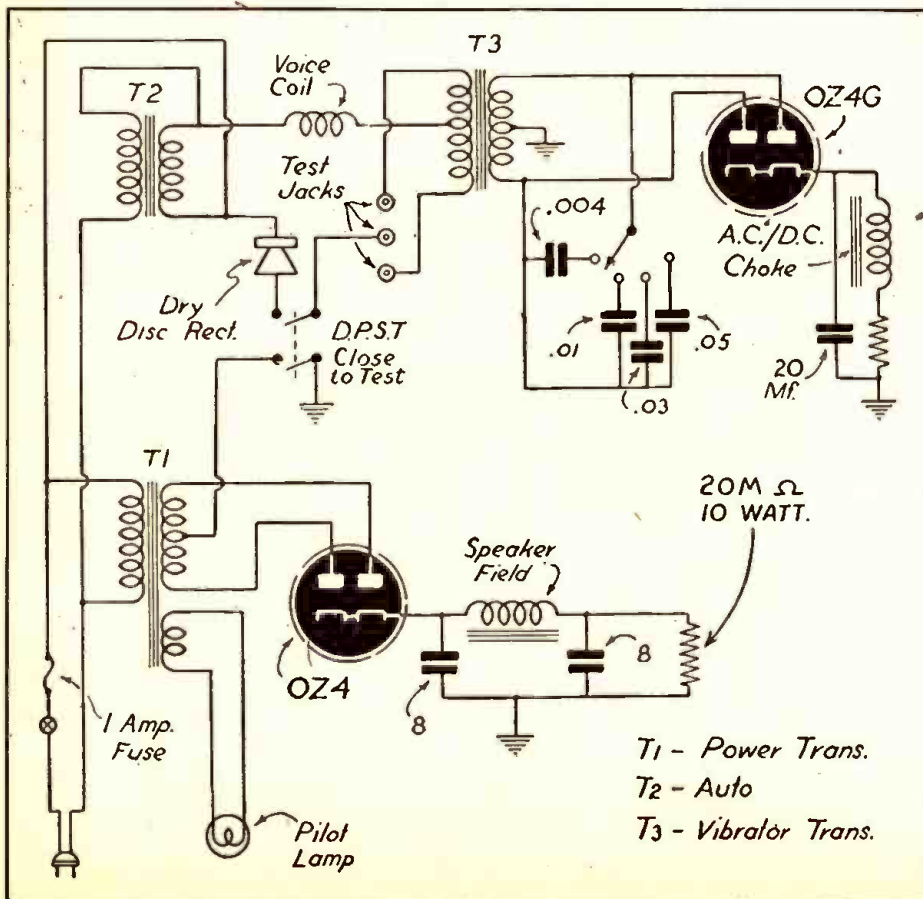 T3
Voice
Coil
T2
OZ4G
Test
Jacks
.004
A.C./D.C.
Choke
Dry
Disc Rect.
D.P.S.T
Close
to Test
.01
.05
.03
20
Mf.
T1
20M Ω
10 WATT.
Speaker
Field
OZ4
8
8
1 Amp.
Fuse
Pilot
Lamp
T1 - Power Trans.
T2 - Auto
T3 - Vibrator Trans.